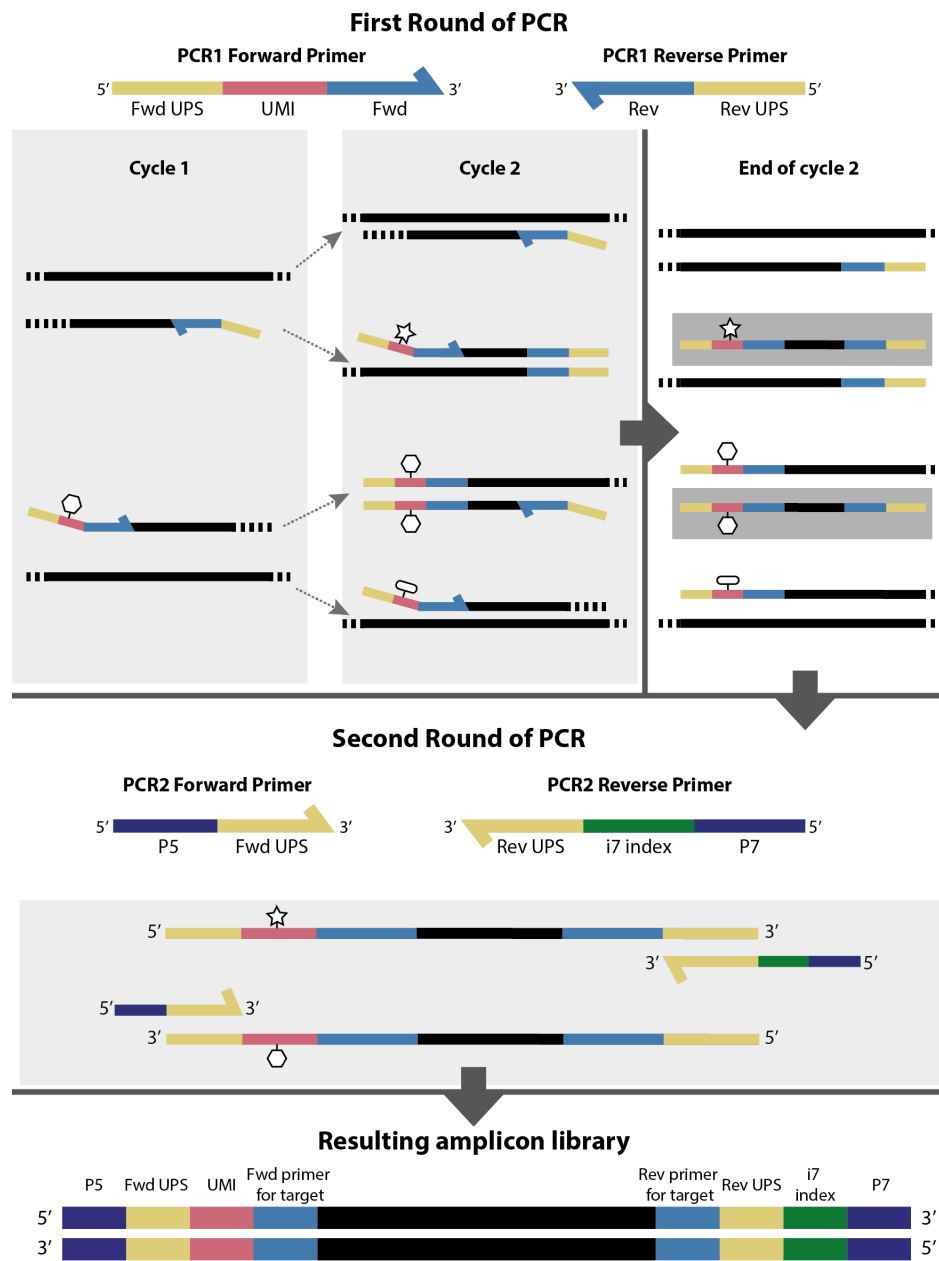 First Round of PCR
PCR1 Forward Primer
PCR1 Reverse Primer
5′ 3′
3′ 5′
Fwd UPS UMI Fwd
Rev Rev UPS
Cycle 1
Cycle 2
End of cycle 2
Second Round of PCR
PCR2 Forward Primer
PCR2 Reverse Primer
5′ 3′
3′ 5′
P5 Fwd UPS
Rev UPS i7 index P7
5′ 3′
3′ 5′
5′ 3′
3′ 5′
Resulting amplicon library
P5 Fwd UPS UMI Fwd primer for target Rev primer for target Rev UPS i7 index P7
5′ 3′
3′ 5′